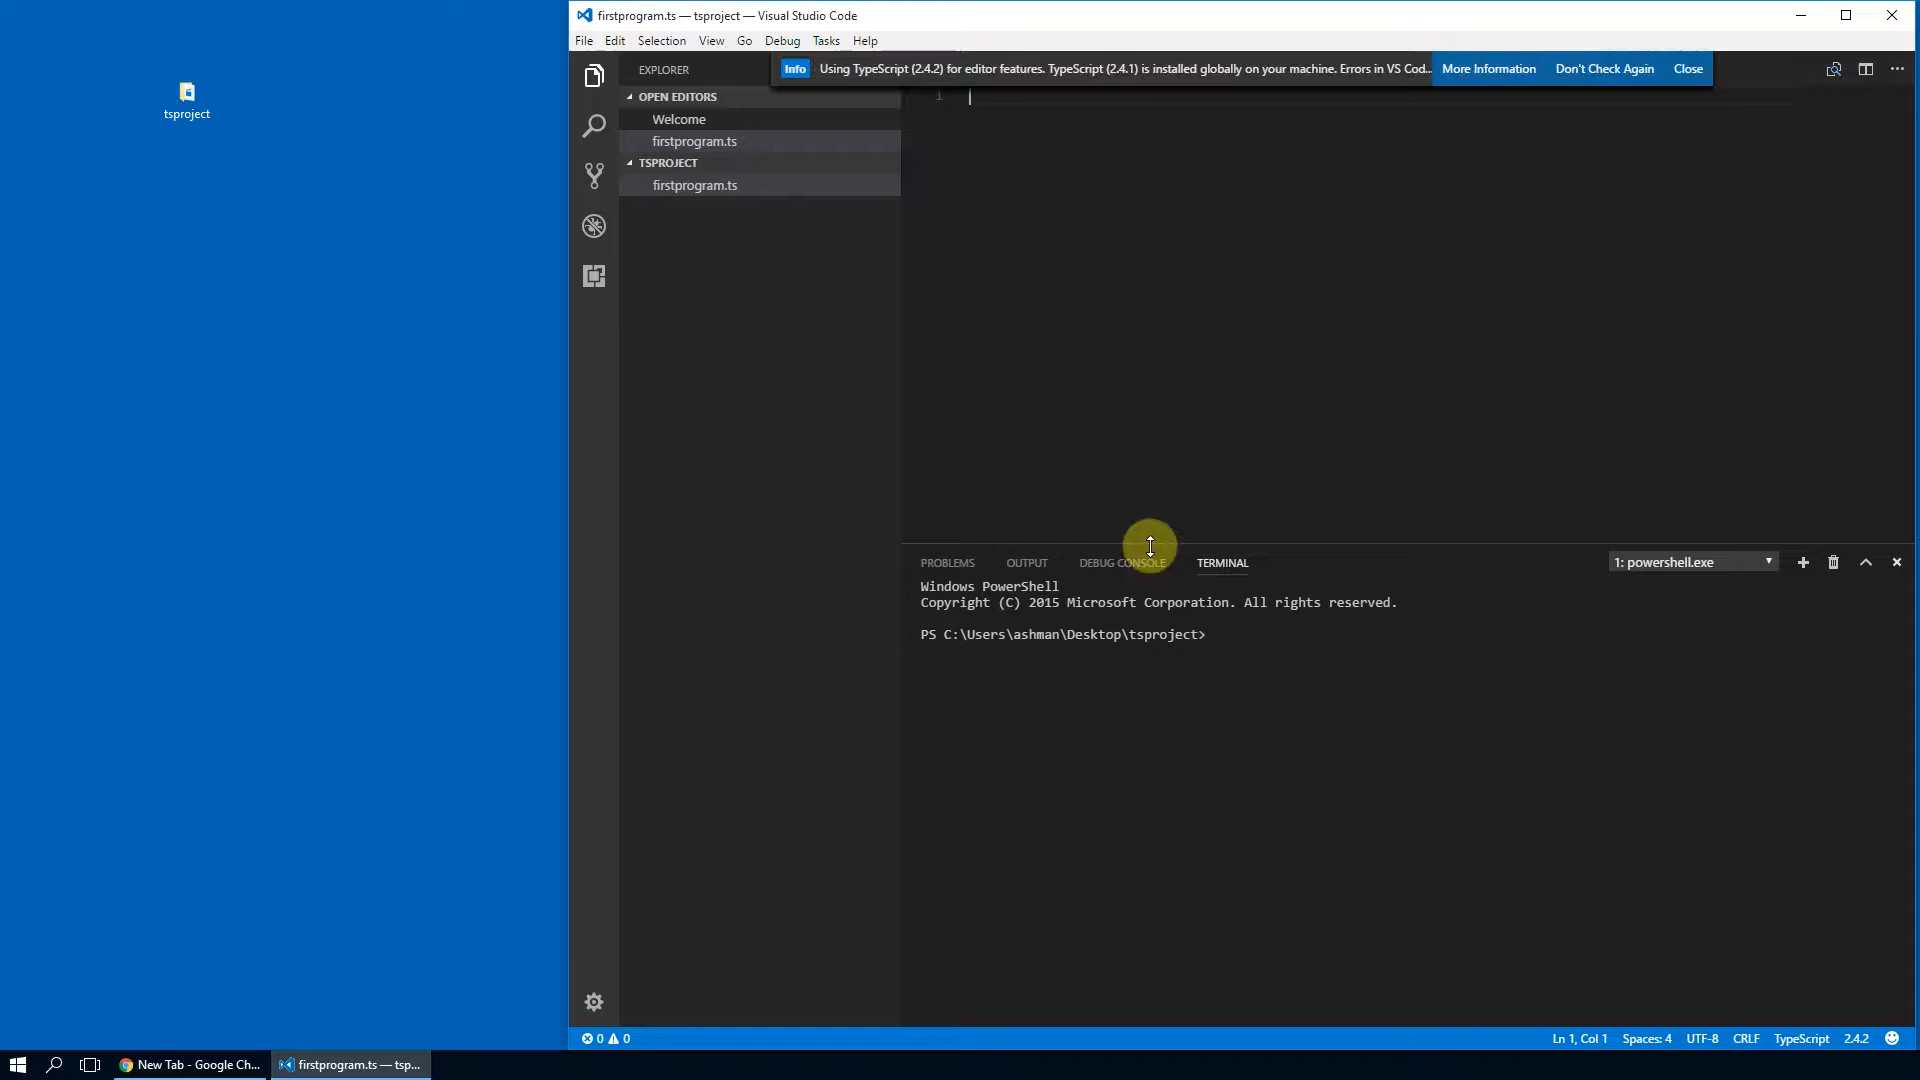 tsproject
firstprogram.ts — tsproject — Visual Studio Code
File Edit Selection View Go Debug Tasks Help
EXPLORER
Info Using TypeScript (2.4.2) for editor features. TypeScript (2.4.1) is installed globally on your machine. Errors in VS Cod... More Information Don't Check Again Close
OPEN EDITORS
Welcome
firstprogram.ts
TSPROJECT
firstprogram.ts
1
PROBLEMS OUTPUT DEBUG CONSOLE TERMINAL 1: powershell.exe
Windows PowerShell
Copyright (C) 2015 Microsoft Corporation. All rights reserved.
PS C:\Users\ashman\Desktop\tsproject>
0 0 Ln 1, Col 1 Spaces: 4 UTF-8 CRLF TypeScript 2.4.2
New Tab - Google Ch... firstprogram.ts — tsp...